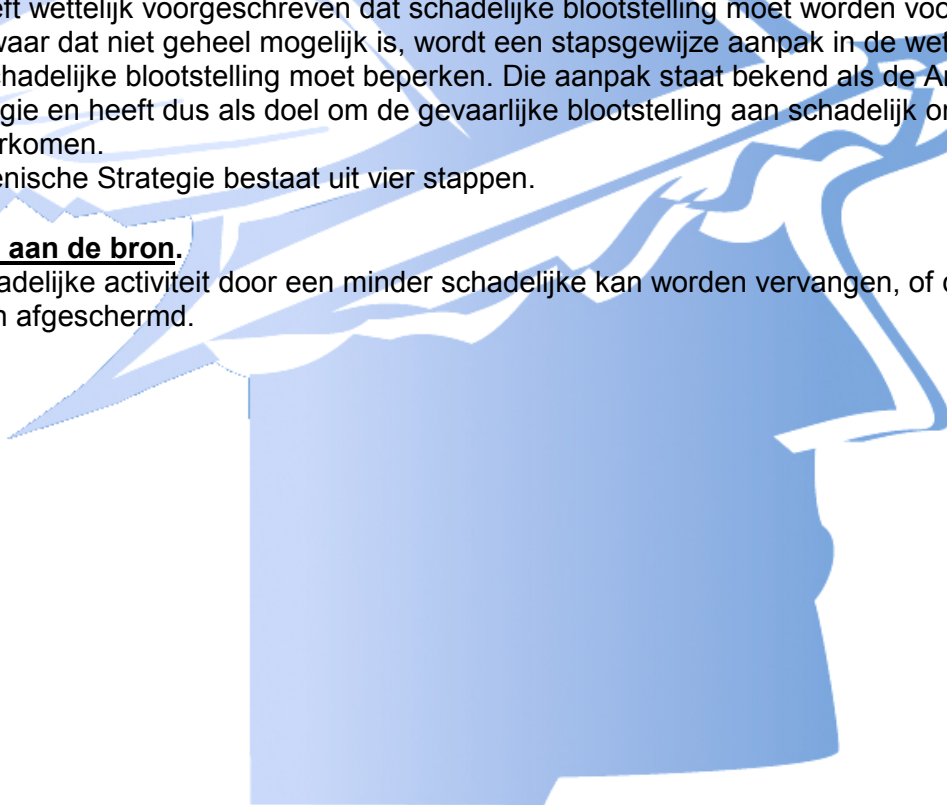 eft wettelijk voorgeschreven dat schadelijke blootstelling moet worden voo
waar dat niet geheel mogelijk is, wordt een stapsgewijze aanpak in de wet
chadelijke blootstelling moet beperken. Die aanpak staat bekend als de Ar
gie en heeft dus als doel om de gevaarlijke blootstelling aan schadelijk
rkomen.
enische Strategie bestaat uit vier stappen.
aan de bron.
adelijke activiteit door een minder schadelijke kan worden vervangen, of
n afgeschermd.